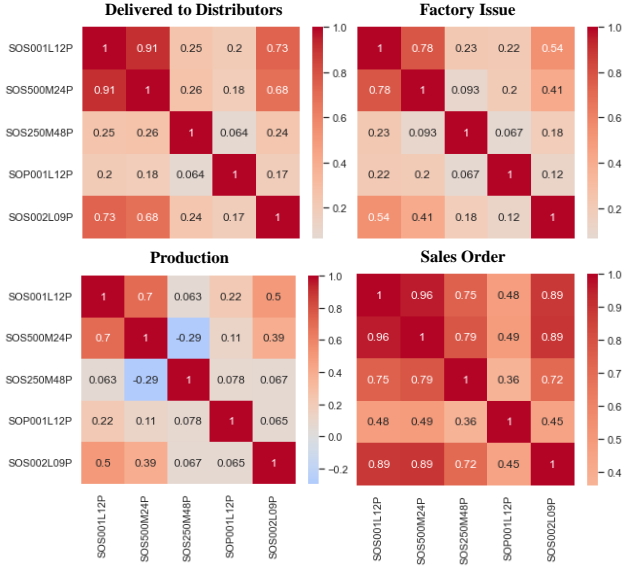 Delivered to Distributors
Factory Issue
SOS001L12P 1 0.91 0.25 0.2 0.73
SOS500M24P 0.91 1 0.26 0.18 0.68
SOS250M48P 0.25 0.26 1 0.064 0.24
SOP001L12P 0.2 0.18 0.064 1 0.17
SOS002L09P 0.73 0.68 0.24 0.17 1
1.0
0.8
0.6
0.4
0.2
1 0.78 0.23 0.22 0.54
0.78 1 0.093 0.2 0.41
0.23 0.093 1 0.067 0.18
0.22 0.2 0.067 1 0.12
0.54 0.41 0.18 0.12 1
1.0
0.8
0.6
0.4
0.2
Production
Sales Order
SOS001L12P 1 0.7 0.063 0.22 0.5
SOS500M24P 0.7 1 -0.29 0.11 0.39
SOS250M48P 0.063 -0.29 1 0.078 0.067
SOP001L12P 0.22 0.11 0.078 1 0.065
SOS002L09P 0.5 0.39 0.067 0.065 1
1.0
0.8
0.6
0.4
0.2
0.0
−0.2
1 0.96 0.75 0.48 0.89
0.96 1 0.79 0.49 0.89
0.75 0.79 1 0.36 0.72
0.48 0.49 0.36 1 0.45
0.89 0.89 0.72 0.45 1
1.0
0.9
0.8
0.7
0.6
0.5
0.4
SOS001L12P
SOS500M24P
SOS250M48P
SOP001L12P
SOS002L09P
SOS001L12P
SOS500M24P
SOS250M48P
SOP001L12P
SOS002L09P